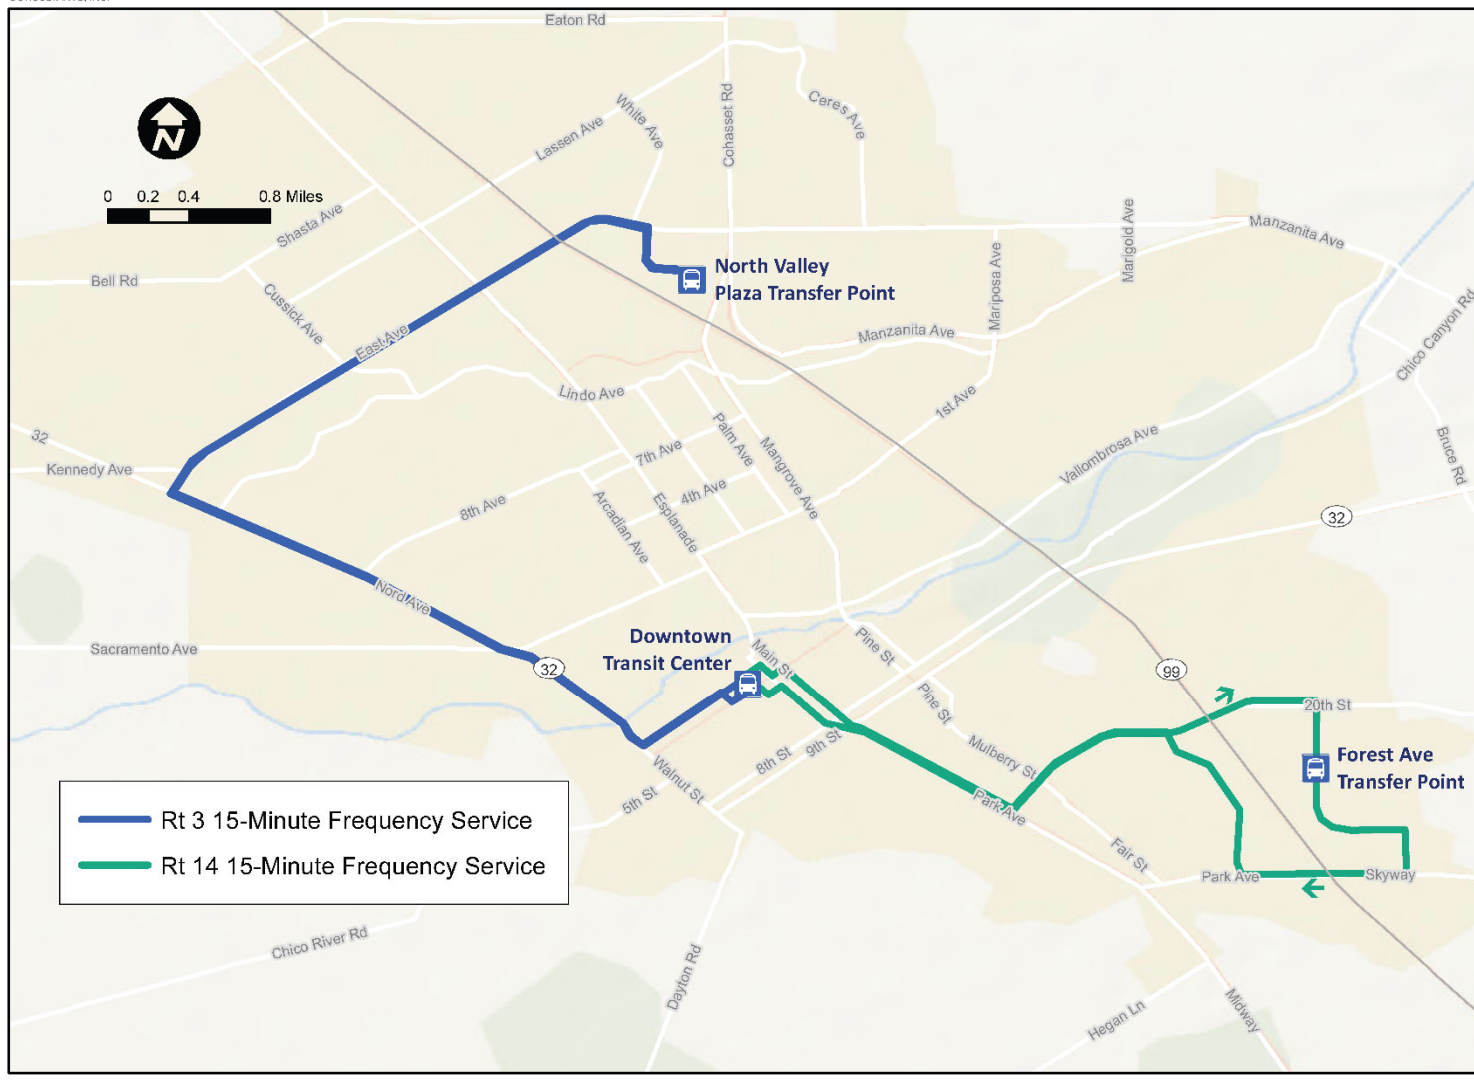 Eaton Rd
Ceres Ave
White Ave
Cohasset Rd
Lassen Ave
N
0 0.2 0.4 0.8 Miles
Shasta Ave
Marigold Ave
Manzanita Ave
Mariposa Ave
Bell Rd
North Valley
Plaza Transfer Point
Cussick Ave
East Ave
Manzanita Ave
Chico Canyon Rd
Lindo Ave
1st Ave
32
Kennedy Ave
7th Ave
Palm Ave
Mangrove Ave
Vallombrosa Ave
Bruce Rd
8th Ave
4th Ave
Arcadian Ave
Esplanade
32
Nord Ave
Sacramento Ave
Downtown
Transit Center
Main St
Pine St
32
99
Pine St
20th St
9th St
8th St
Mulberry St
Walnut St
5th St
Park Ave
Forest Ave
Transfer Point
Rt 3 15-Minute Frequency Service
Rt 14 15-Minute Frequency Service
Fair St
Park Ave
Skyway
Chico River Rd
Dayton Rd
Hegan Ln
Midway